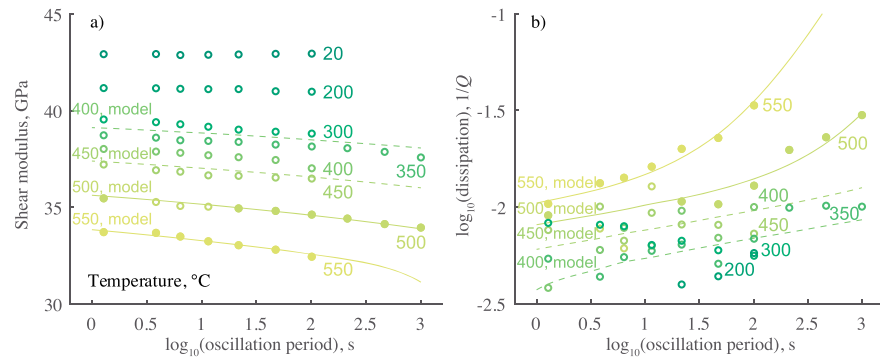 a)
45
40
35
30
Shear modulus, GPa
20
200
400, model
300
450, model
400
350
450
500, model
550, model
500
550
Temperature, °C
0
0.5
1
1.5
2
2.5
3
log10(oscillation period), s
b)
-1
-1.5
-2
-2.5
log10(dissipation), 1/Q
550
500
550, model
400
500, model
350
450, model
450
300
400, model
200
0
0.5
1
1.5
2
2.5
3
log10(oscillation period), s